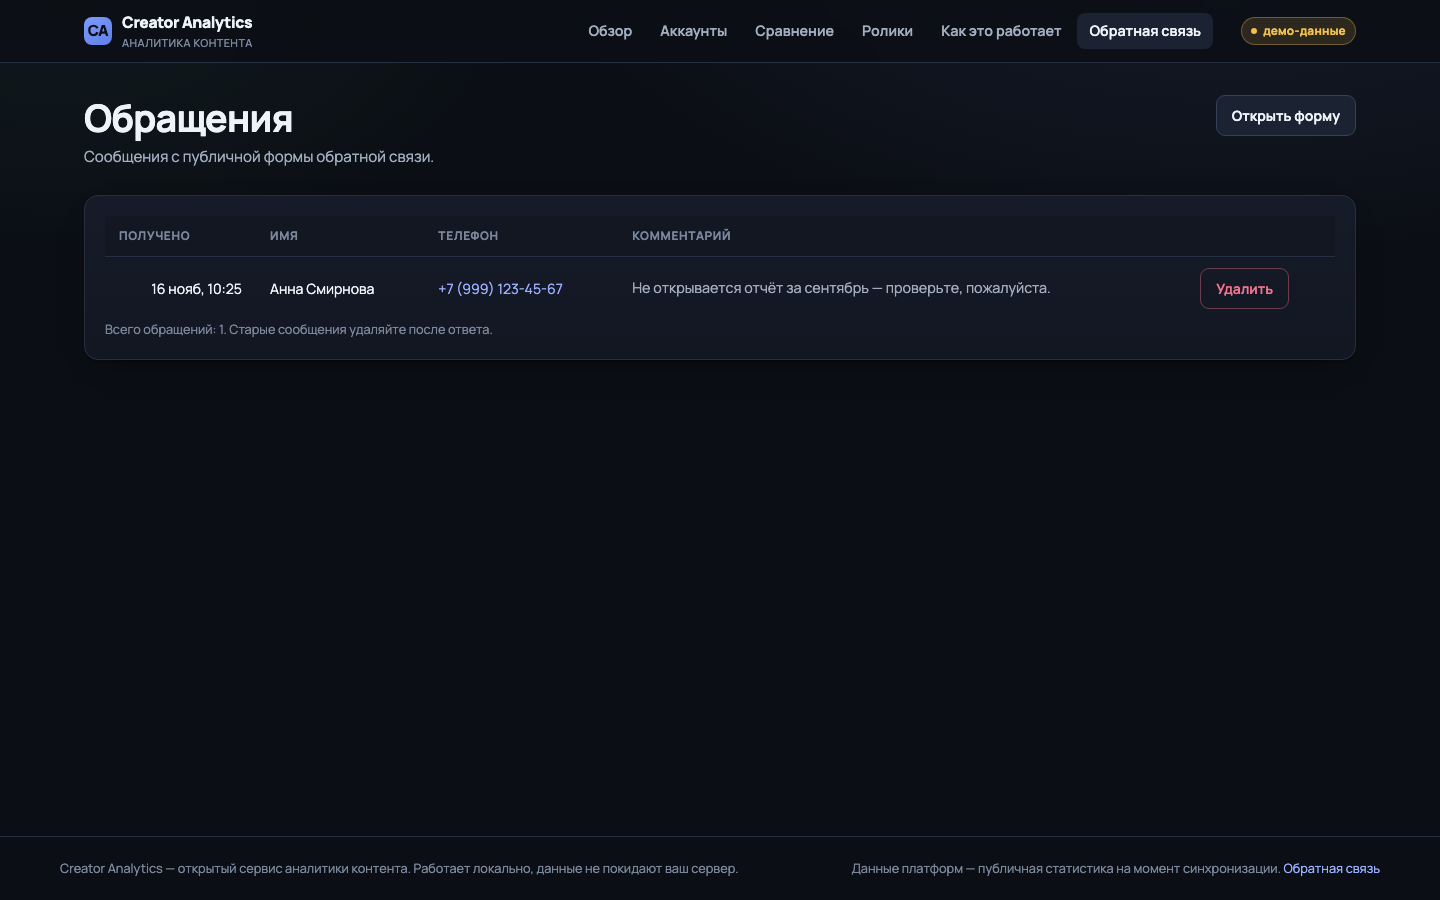 CA
Creator Analytics
АНАЛИТИКА КОНТЕНТА
Обзор
Аккаунты
Сравнение
Ролики
Как это работает
Обратная связь
демо-данные
Обращения
Открыть форму
Сообщения с публичной формы обратной связи.
ПОЛУЧЕНО
ИМЯ
ТЕЛЕФОН
КОММЕНТАРИЙ
16 нояб, 10:25
Анна Смирнова
+7 (999) 123-45-67
Не открывается отчёт за сентябрь — проверьте, пожалуйста.
Удалить
Всего обращений: 1. Старые сообщения удаляйте после ответа.
Creator Analytics — открытый сервис аналитики контента. Работает локально, данные не покидают ваш сервер.
Данные платформ — публичная статистика на момент синхронизации. Обратная связь